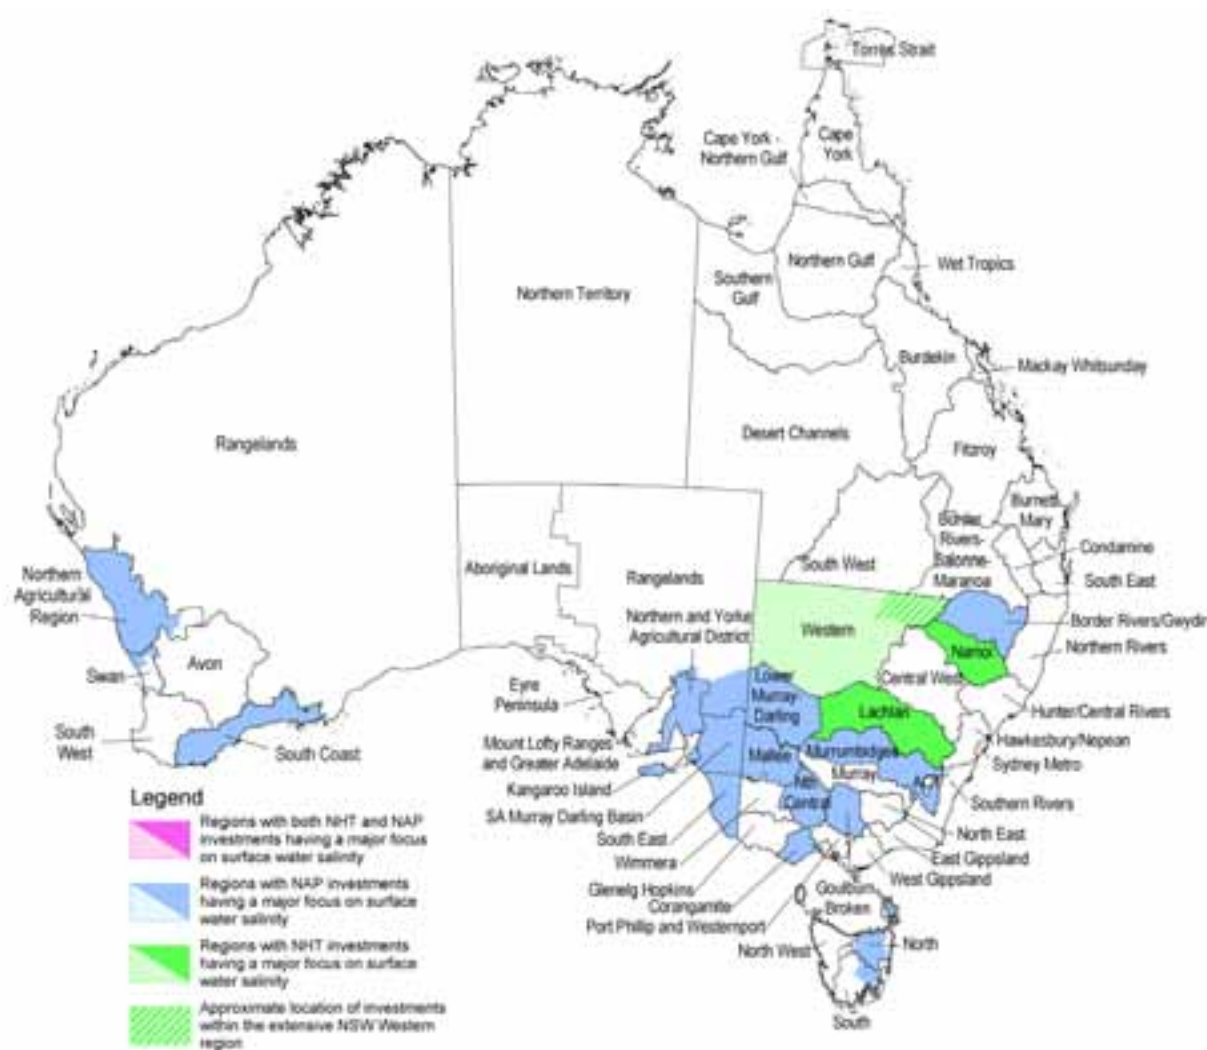 Torres Strait
Cape York -
Northern Gulf
Cape
York
Northern Gulf
Wet Tropics
Southern
Gulf
Northern Territory
Burdekin
Mackay Whitsunday
Rangelands
Desert Channels
Fitzroy
Burnett
Mary
Border
Rivers-
Balonne-
Maranoa
Condamine
South East
South West
Aboriginal Lands
Rangelands
Northern
Agricultural
Region
Northern and Yorke
Agricultural District
Western
Border Rivers/Gwydir
Northern Rivers
Namoi
Swan
Avon
Central West
Eyre
Peninsula
Lower
Murray
Darling
Lachlan
Hunter/Central Rivers
South
West
South Coast
Mount Lofty Ranges
and Greater Adelaide
Hawkesbury/Nepean
Mallee
Murrumbidgee
Sydney Metro
Kangaroo Island
Murray
ACT
Nth
Central
Southern Rivers
SA Murray Darling Basin
South East
North East
Wimmera
East Gippsland
Glenelg Hopkins
West Gippsland
Corangamite
Goulburn
Broken
Port Phillip and Westernport
North West
North
South
Legend
Regions with both NHT and NAP
investments having a major focus
on surface water salinity
Regions with NAP investments
having a major focus on surface
water salinity
Regions with NHT investments
having a major focus on surface
water salinity
Approximate location of investments
within the extensive NSW Western
region